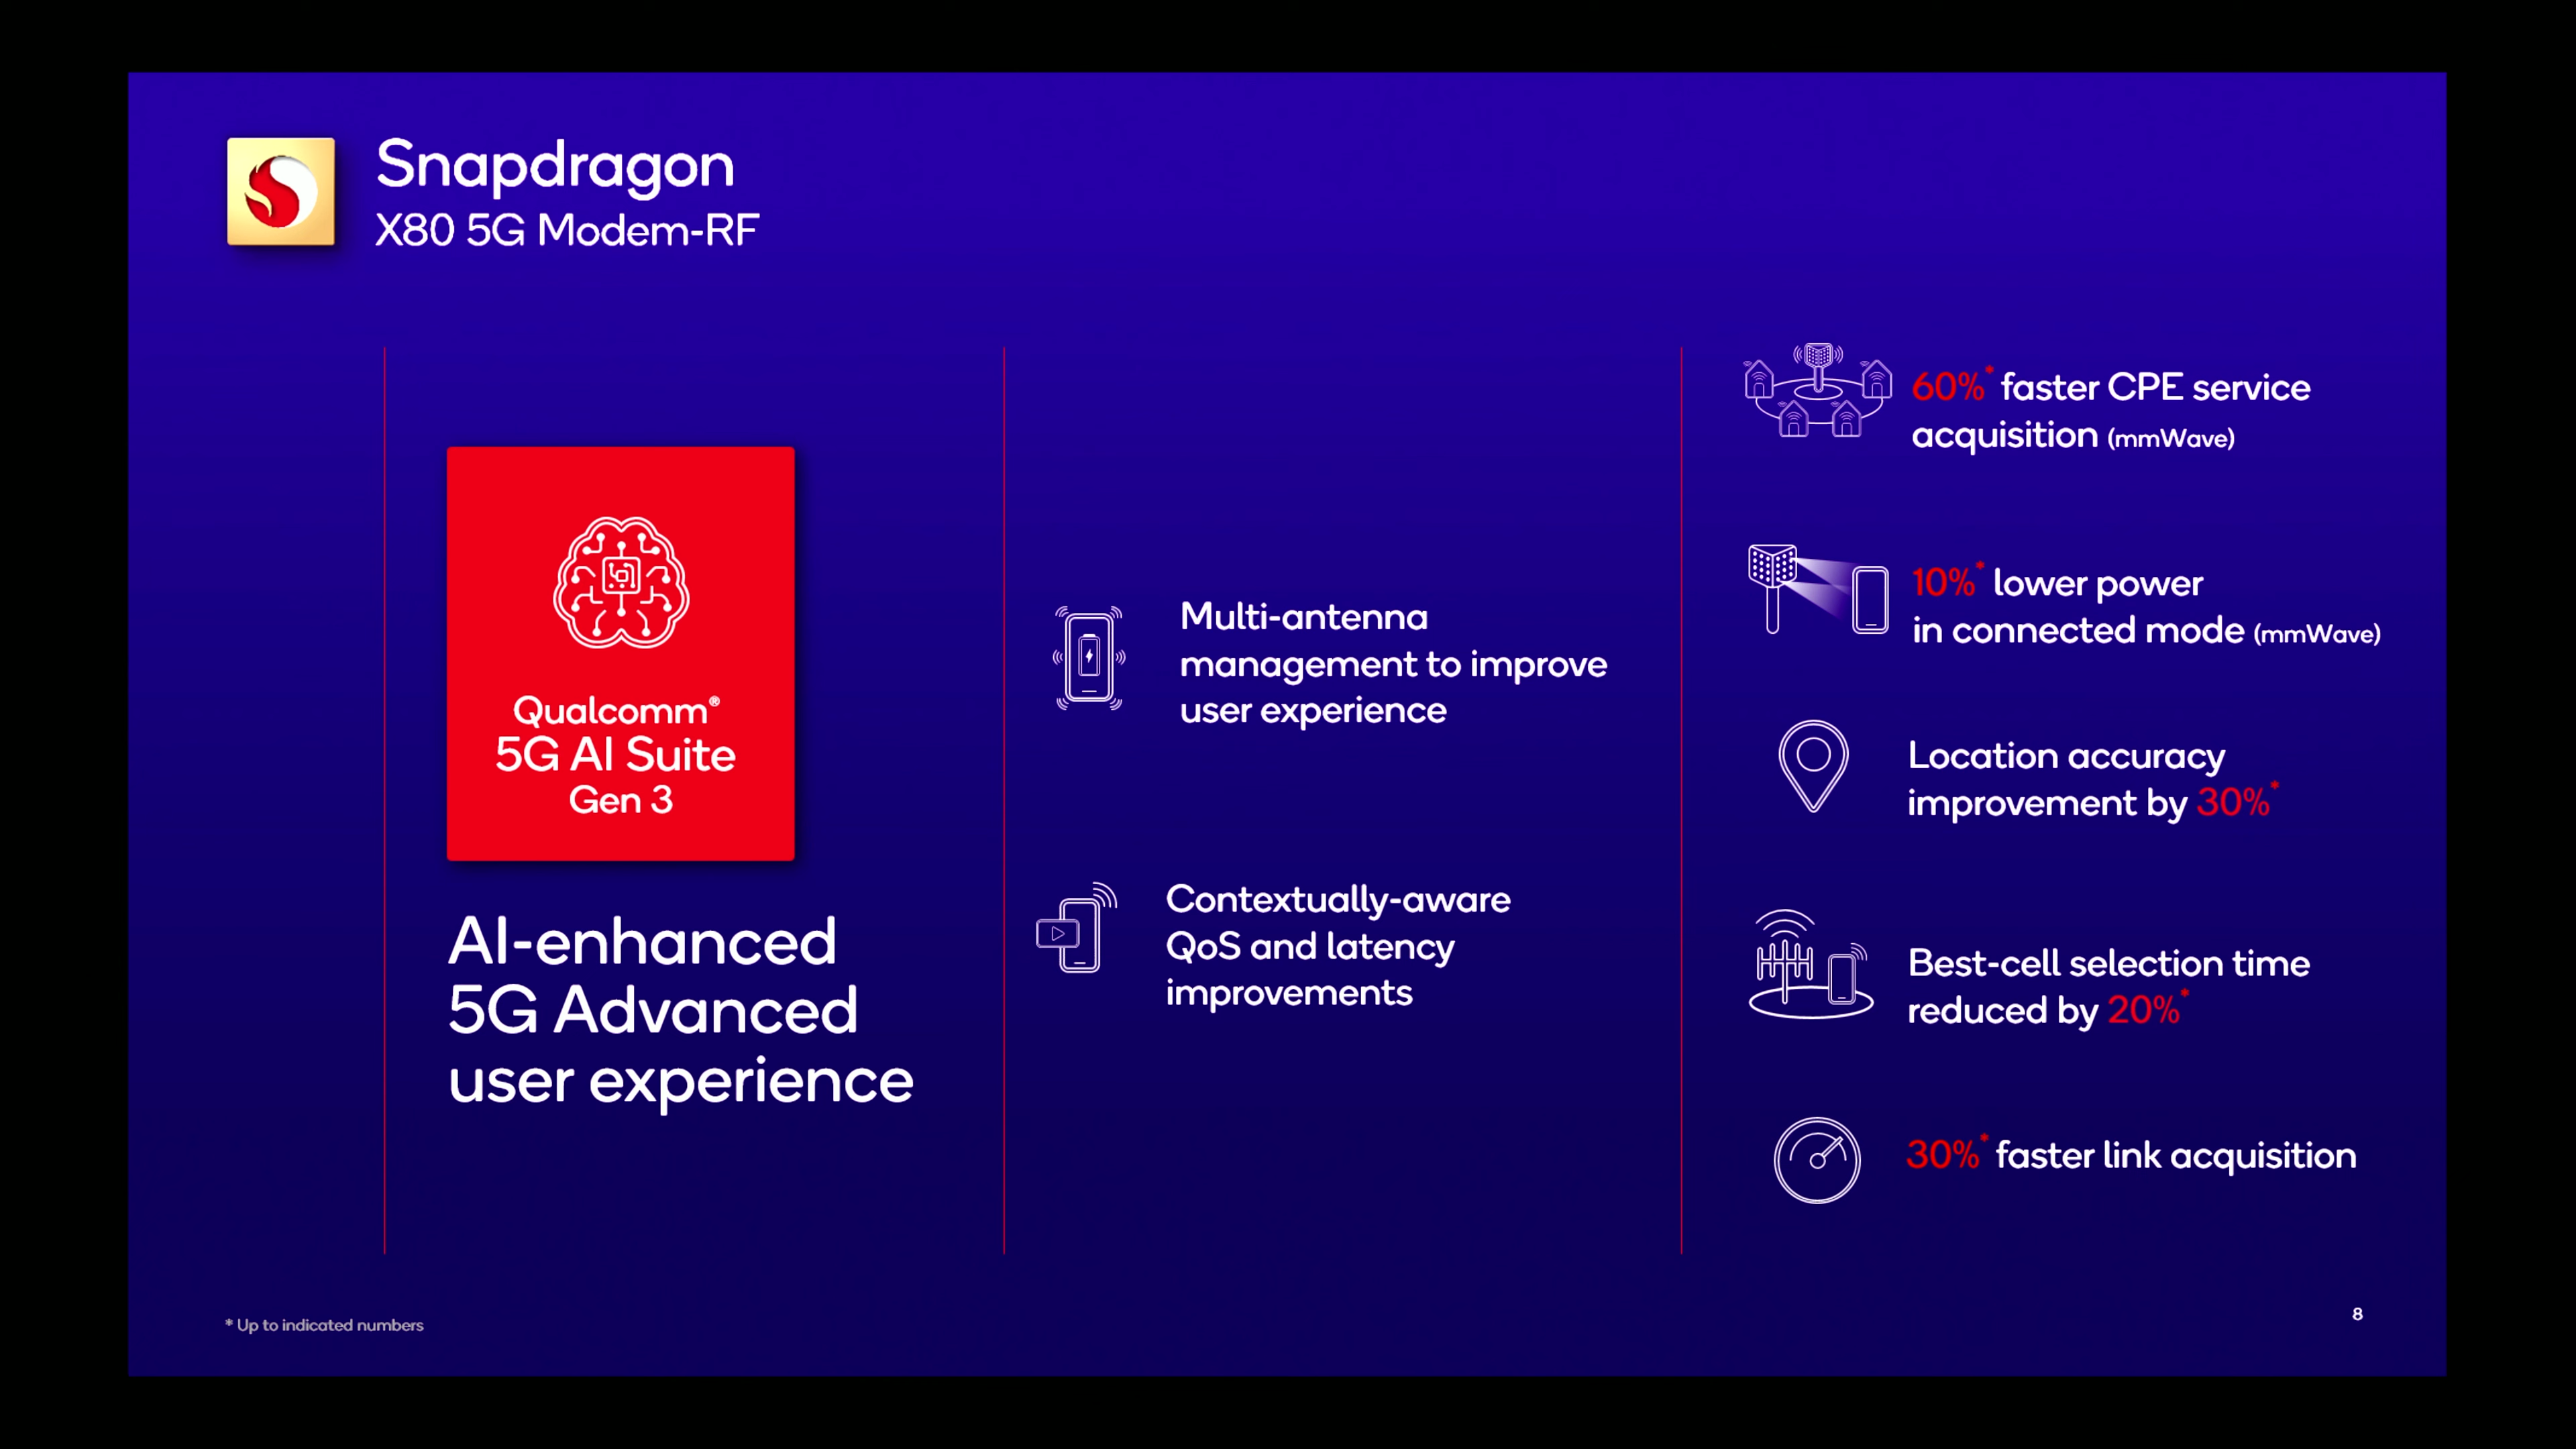 Snapdragon
X80 5G Modem-RF
Qualcomm®
5G AI Suite
Gen 3
AI-enhanced
5G Advanced
user experience
Multi-antenna
management to improve
user experience
Contextually-aware
QoS and latency
improvements
60%* faster CPE service
acquisition (mmWave)
10%* lower power
in connected mode (mmWave)
Location accuracy
improvement by 30%*
Best-cell selection time
reduced by 20%*
30%* faster link acquisition
* Up to indicated numbers
8